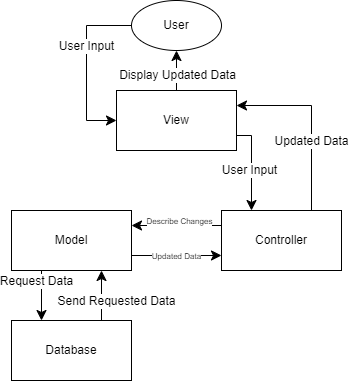 User
User Input
Display Updated Data
View
Updated Data
User Input
Describe Changes
Model
Controller
Updated Data
Request Data
Send Requested Data
Database